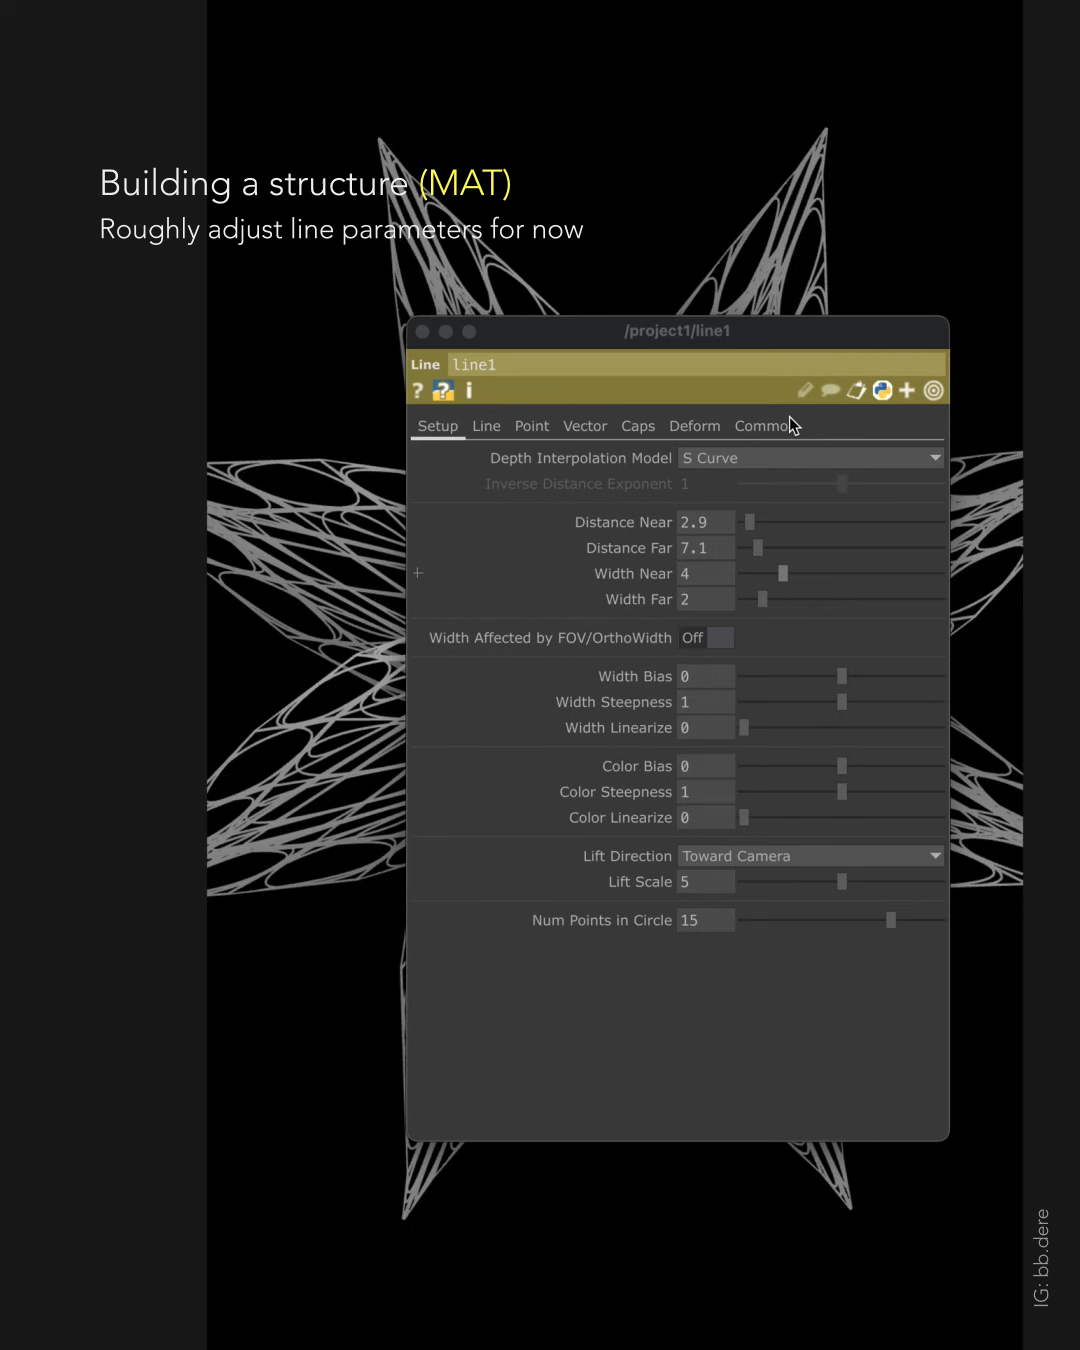 Building a structure (MAT)
Roughly adjust line parameters for now
/project1/line1
Line line1
? ? i
Setup Line Point Vector Caps Deform Commo
Depth Interpolation Model S Curve
Inverse Distance Exponent 1
Distance Near 2.9
Distance Far 7.1
Width Near 4
Width Far 2
Width Affected by FOV/OrthoWidth Off
Width Bias 0
Width Steepness 1
Width Linearize 0
Color Bias 0
Color Steepness 1
Color Linearize 0
Lift Direction Toward Camera
Lift Scale 5
Num Points in Circle 15
IG: bb.dere